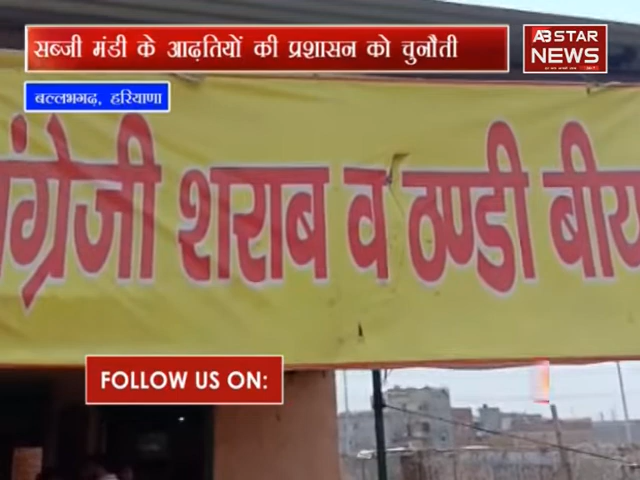 सब्जी मंडी के आढ़तियों की प्रशासन को चुनौती
AB STAR
NEWS
बल्लभगढ़, हरियाणा
शराब व ठण्डी
FOLLOW US ON: